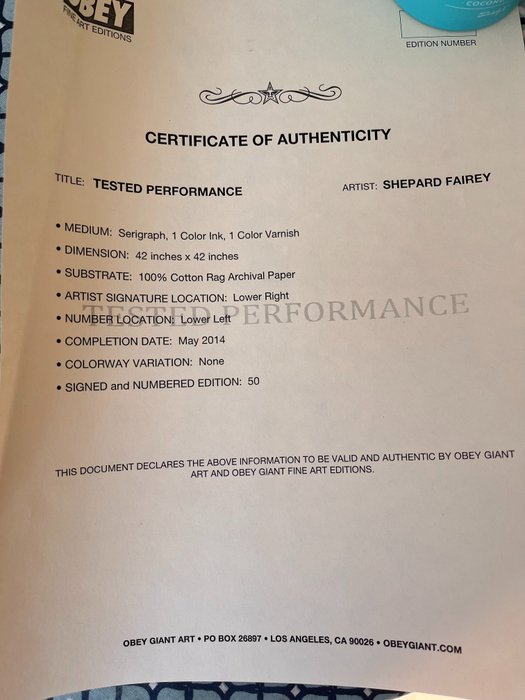 OBEY
FINE ART EDITIONS
EDITION NUMBER
CERTIFICATE OF AUTHENTICITY
TITLE: TESTED PERFORMANCE
ARTIST: SHEPARD FAIREY
• MEDIUM: Serigraph, 1 Color Ink, 1 Color Varnish
• DIMENSION: 42 inches x 42 inches
• SUBSTRATE: 100% Cotton Rag Archival Paper
• ARTIST SIGNATURE LOCATION: Lower Right
TESTED PERFORMANCE
• NUMBER LOCATION: Lower Left
• COMPLETION DATE: May 2014
• COLORWAY VARIATION: None
• SIGNED and NUMBERED EDITION: 50
THIS DOCUMENT DECLARES THE ABOVE INFORMATION TO BE VALID AND AUTHENTIC BY OBEY GIANT
ART AND OBEY GIANT FINE ART EDITIONS.
OBEY GIANT ART • PO BOX 26897 • LOS ANGELES, CA 90026 • OBEYGIANT.COM